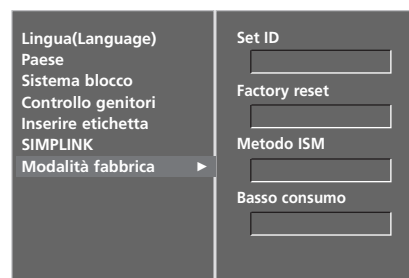 Lingua(Language)
Paese
Sistema blocco
Controllo genitori
Inserire etichetta
SIMPLINK
Modalità fabbrica ►
Set ID
Factory reset
Metodo ISM
Basso consumo